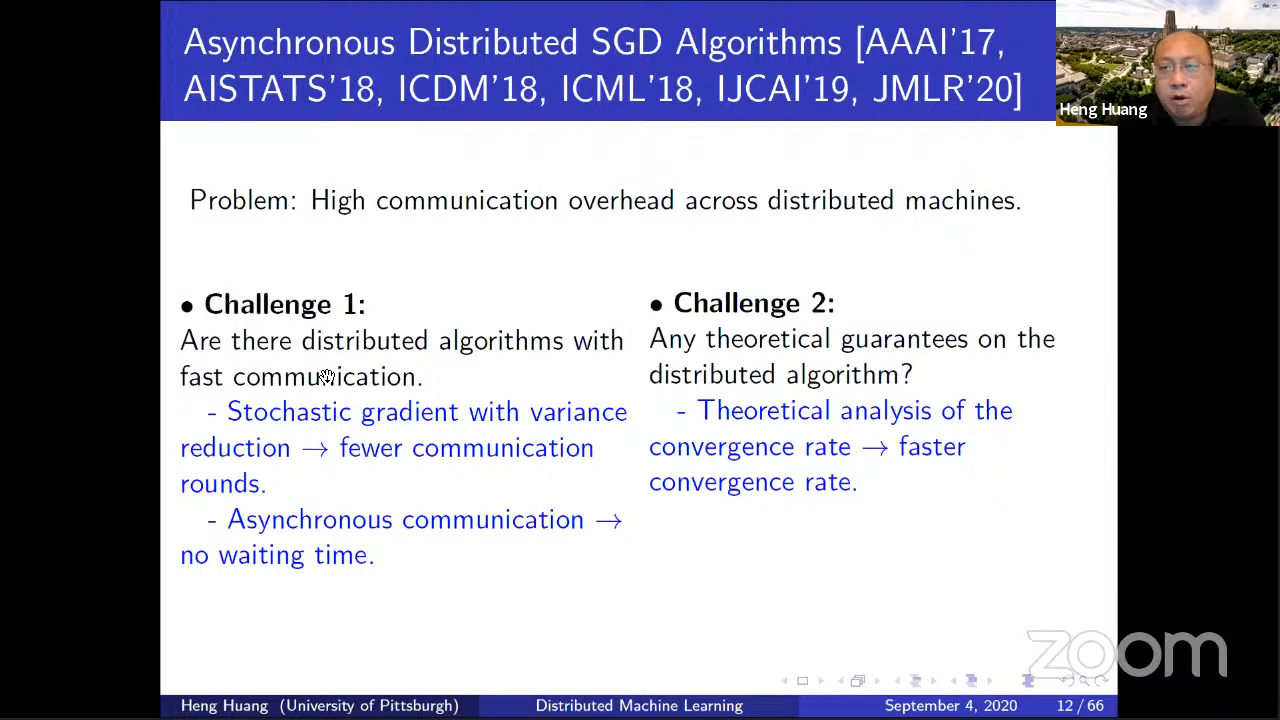 Asynchronous Distributed SGD Algorithms [AAAI'17,
AISTATS'18, ICDM'18, ICML'18, IJCAI'19, JMLR'20]
Heng Huang
Problem: High communication overhead across distributed machines.
• Challenge 1:
Are there distributed algorithms with
fast communication.
- Stochastic gradient with variance
reduction → fewer communication
rounds.
- Asynchronous communication →
no waiting time.
• Challenge 2:
Any theoretical guarantees on the
distributed algorithm?
- Theoretical analysis of the
convergence rate → faster
convergence rate.
zoom
Heng Huang (University of Pittsburgh)
Distributed Machine Learning
September 4, 2020
12 / 66